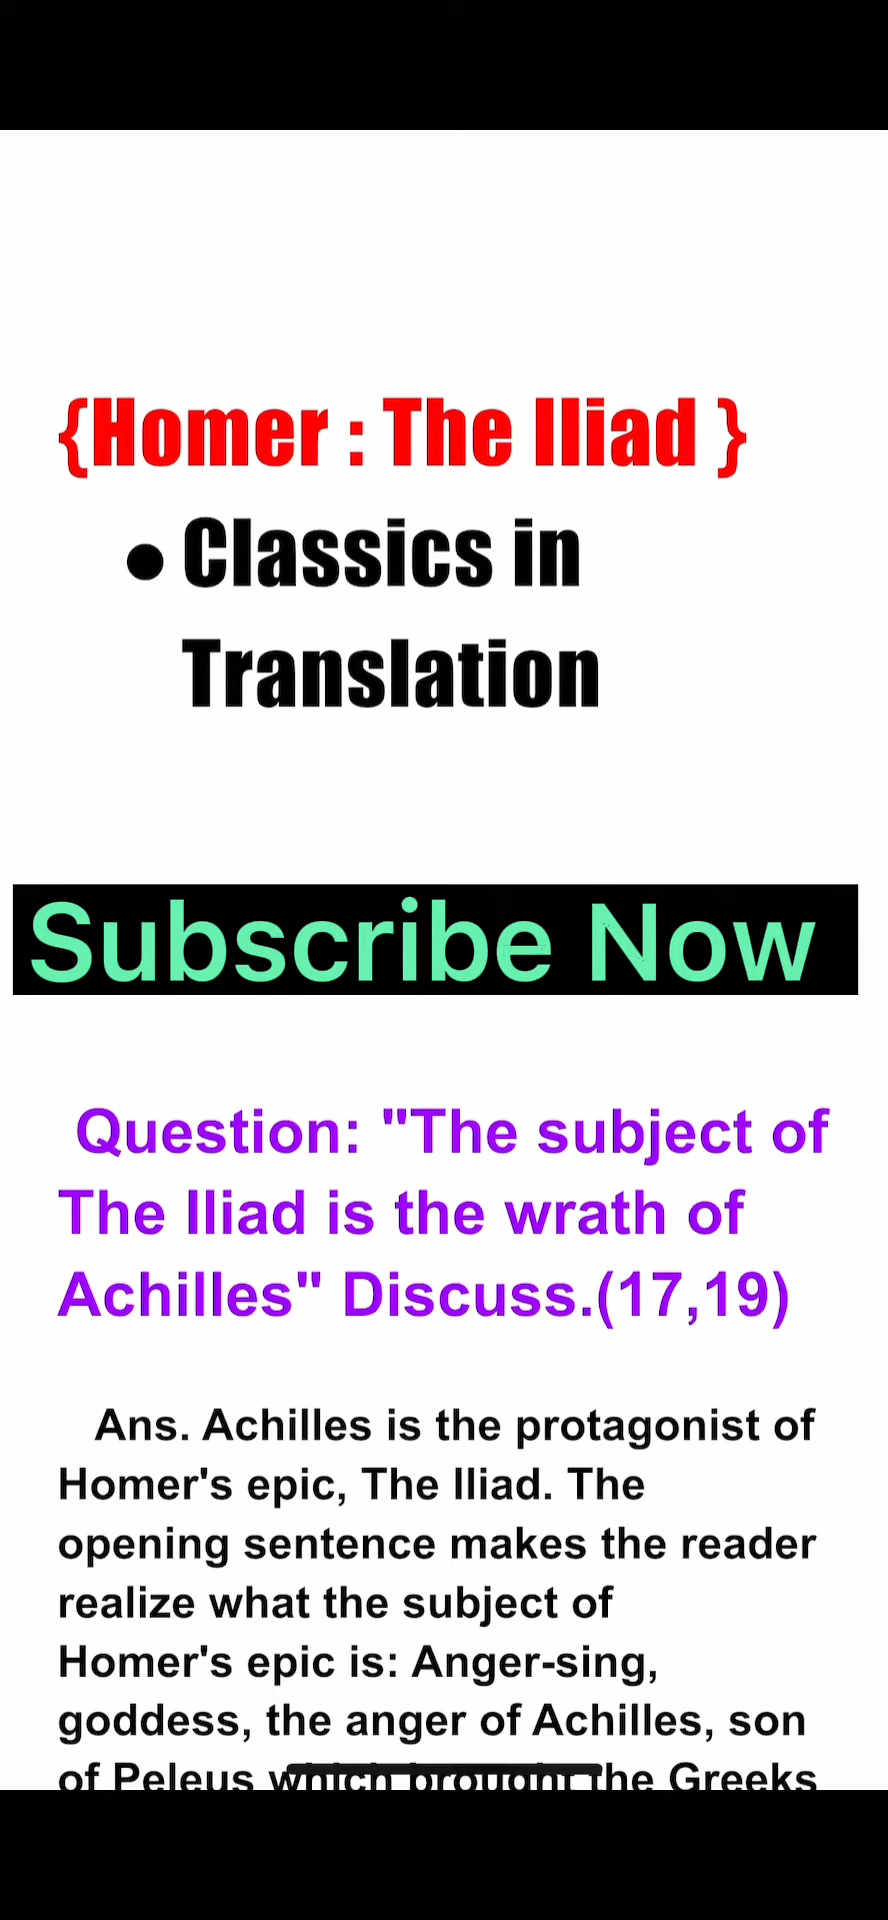 {Homer : The Iliad }
• Classics in
Translation
Subscribe Now
Question: "The subject of
The Iliad is the wrath of
Achilles" Discuss.(17,19)
Ans. Achilles is the protagonist of
Homer's epic, The Iliad. The
opening sentence makes the reader
realize what the subject of
Homer's epic is: Anger-sing,
goddess, the anger of Achilles, son
of Peleus which brought the Greeks